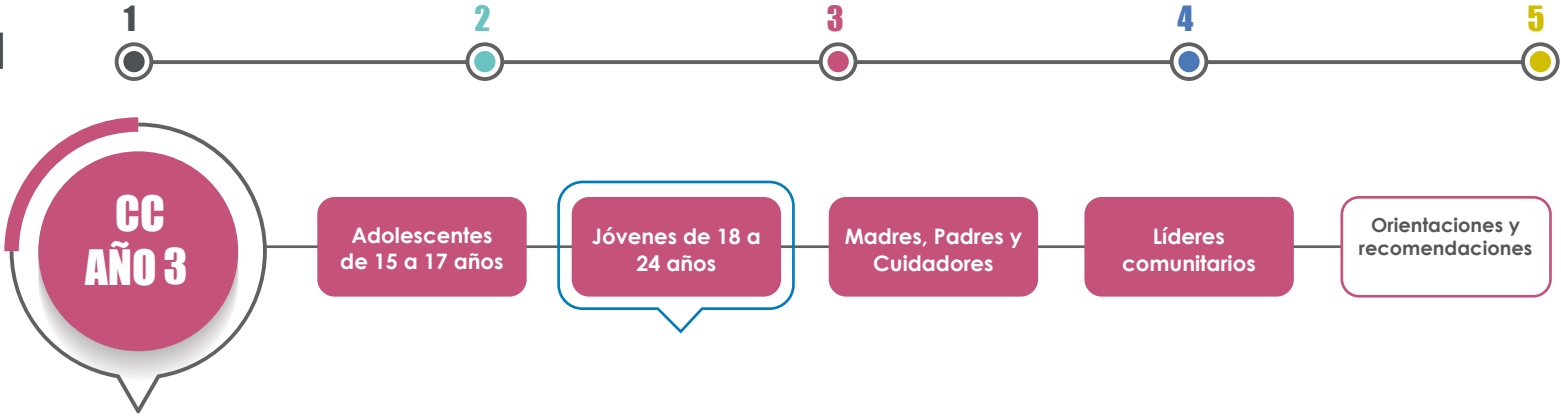 1
2
3
4
5
CC
AÑO 3
Adolescentes
de 15 a 17 años
Jóvenes de 18 a
24 años
Madres, Padres y
Cuidadores
Líderes
comunitarios
Orientaciones y
recomendaciones